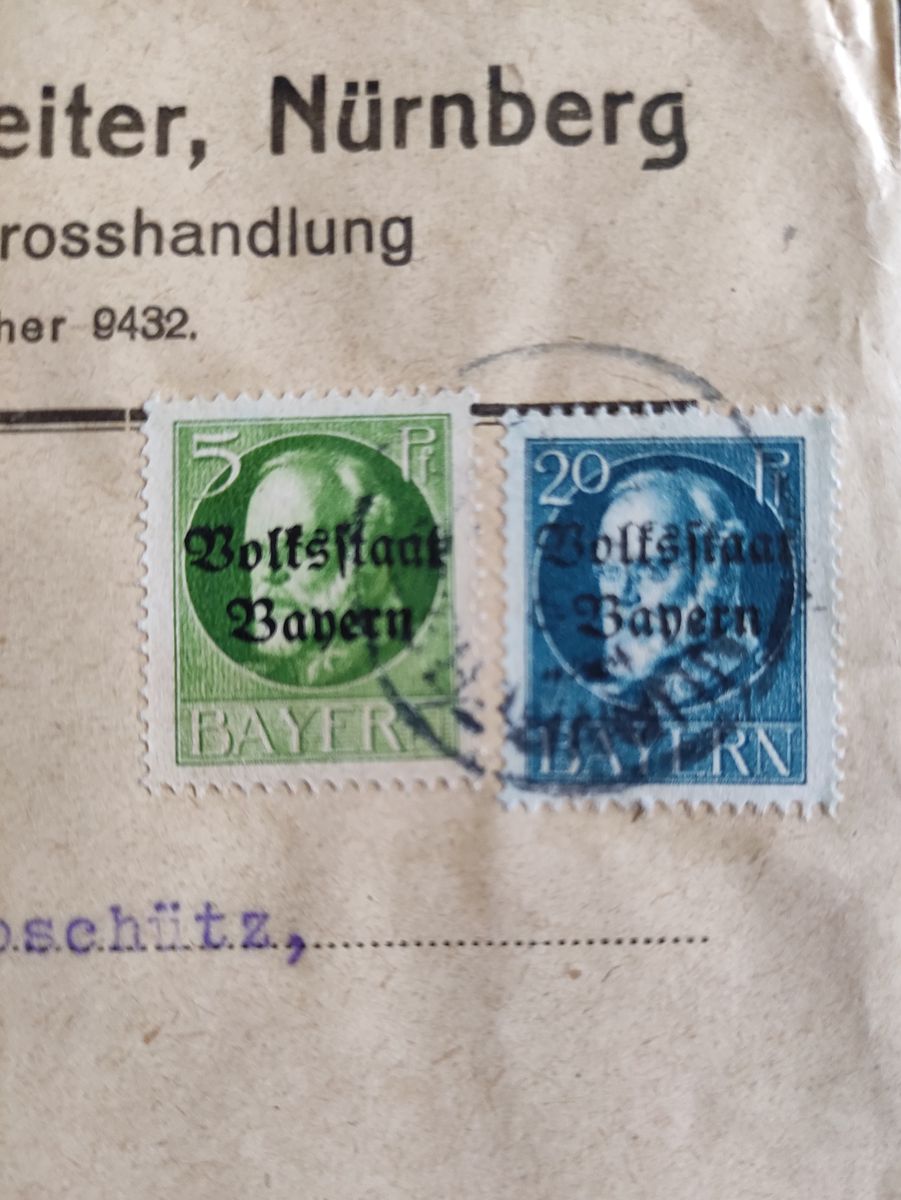 eiter, Nürnberg
rosshandlung
her 9432.
5 Pf
Volksstaat
Bayern
BAYERN
20 Pf
Volksstaat
Bayern
BAYERN
schütz,